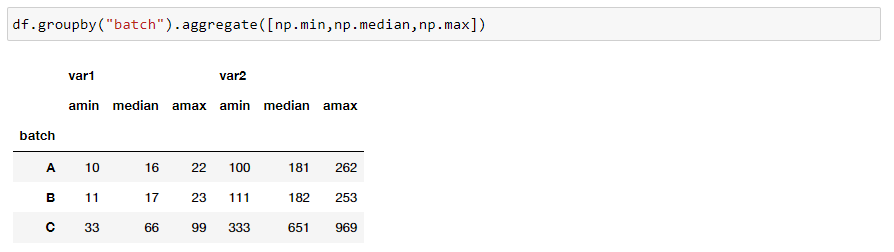 df.groupby("batch").aggregate([np.min,np.median,np.max])
var1 var2
amin median amax amin median amax
batch
A 10 16 22 100 181 262
B 11 17 23 111 182 253
C 33 66 99 333 651 969